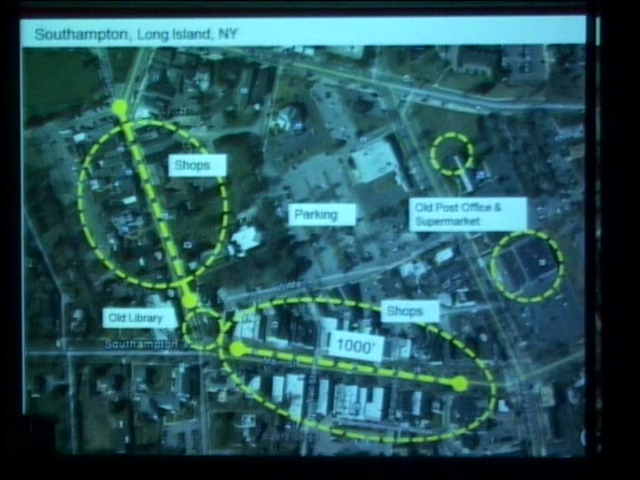 Southampton, Long Island, NY
Shops
Parking
Old Post Office &
Supermarket
Old Library
Shops
Southampton
1000'